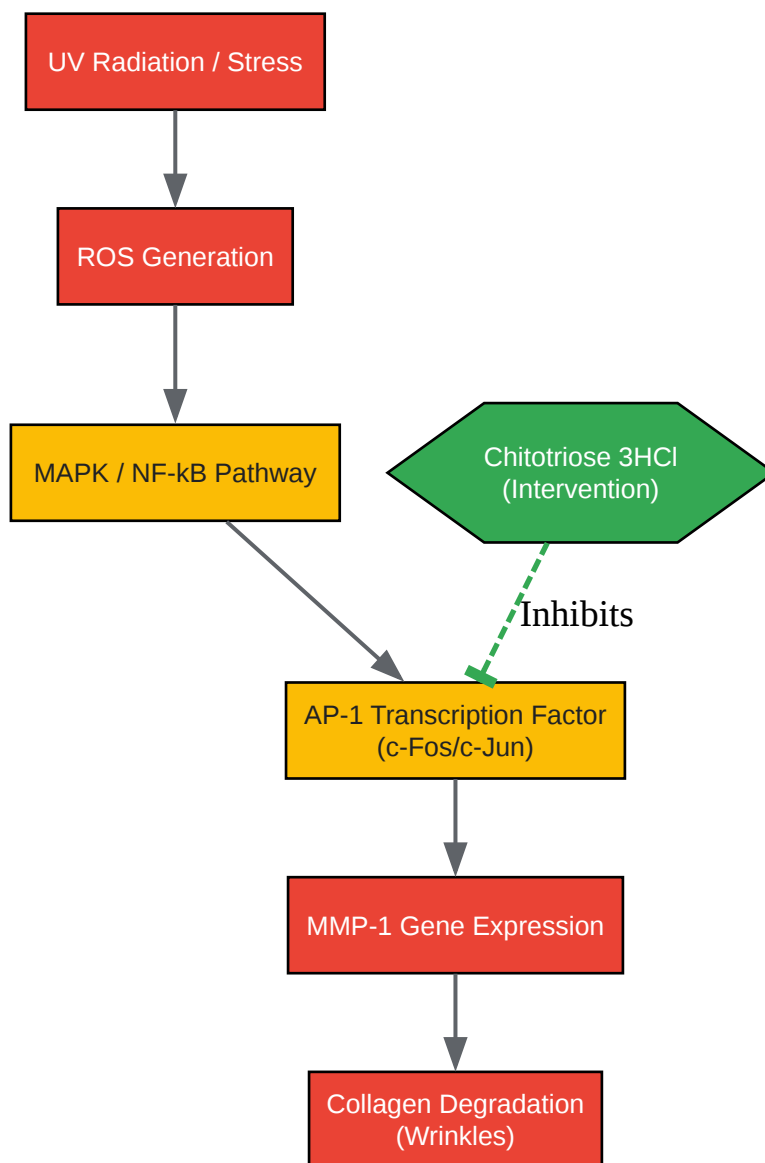 UV Radiation / Stress
ROS Generation
MAPK / NF-kB Pathway
Chitotriose 3HCl
(Intervention)
Inhibits
AP-1 Transcription Factor
(c-Fos/c-Jun)
MMP-1 Gene Expression
Collagen Degradation
(Wrinkles)